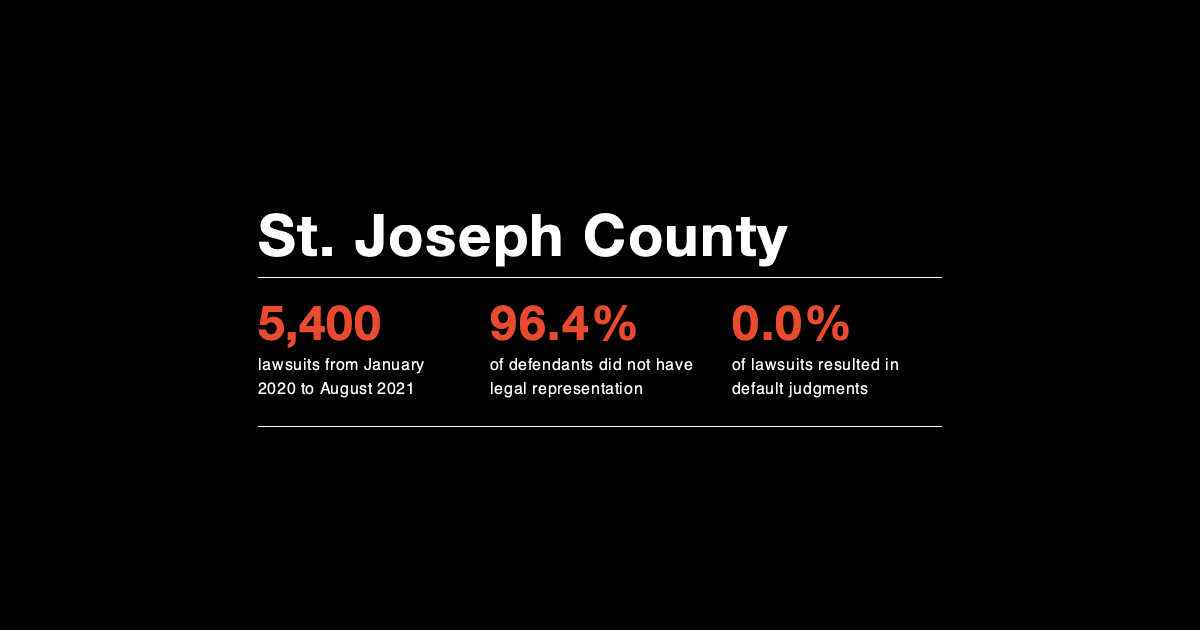 St. Joseph County
5,400
lawsuits from January
2020 to August 2021
96.4%
of defendants did not have
legal representation
0.0%
of lawsuits resulted in
default judgments